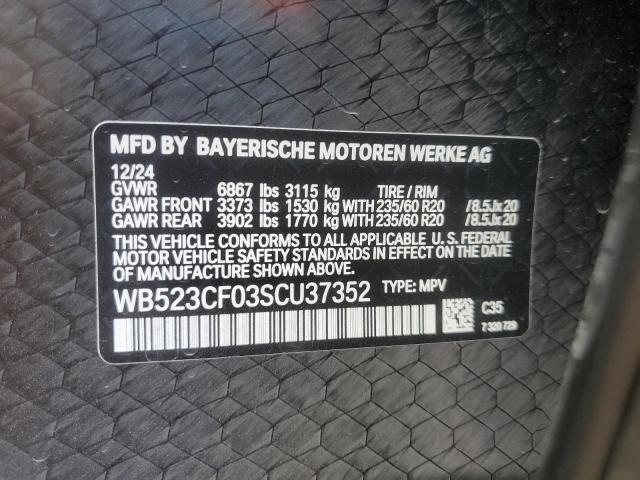 MFD BY BAYERISCHE MOTOREN WERKE AG
12/24
GVWR 6867 lbs 3115 kg TIRE / RIM
GAWR FRONT 3373 lbs 1530 kg WITH 235/60 R20 /8.5Jx20
GAWR REAR 3902 lbs 1770 kg WITH 235/60 R20 /8.5Jx20
THIS VEHICLE CONFORMS TO ALL APPLICABLE U.S. FEDERAL
MOTOR VEHICLE SAFETY STANDARDS IN EFFECT ON THE DATE
OF MANUFACTURE SHOWN ABOVE.
WB523CF03SCU37352 TYPE: MPV
C35